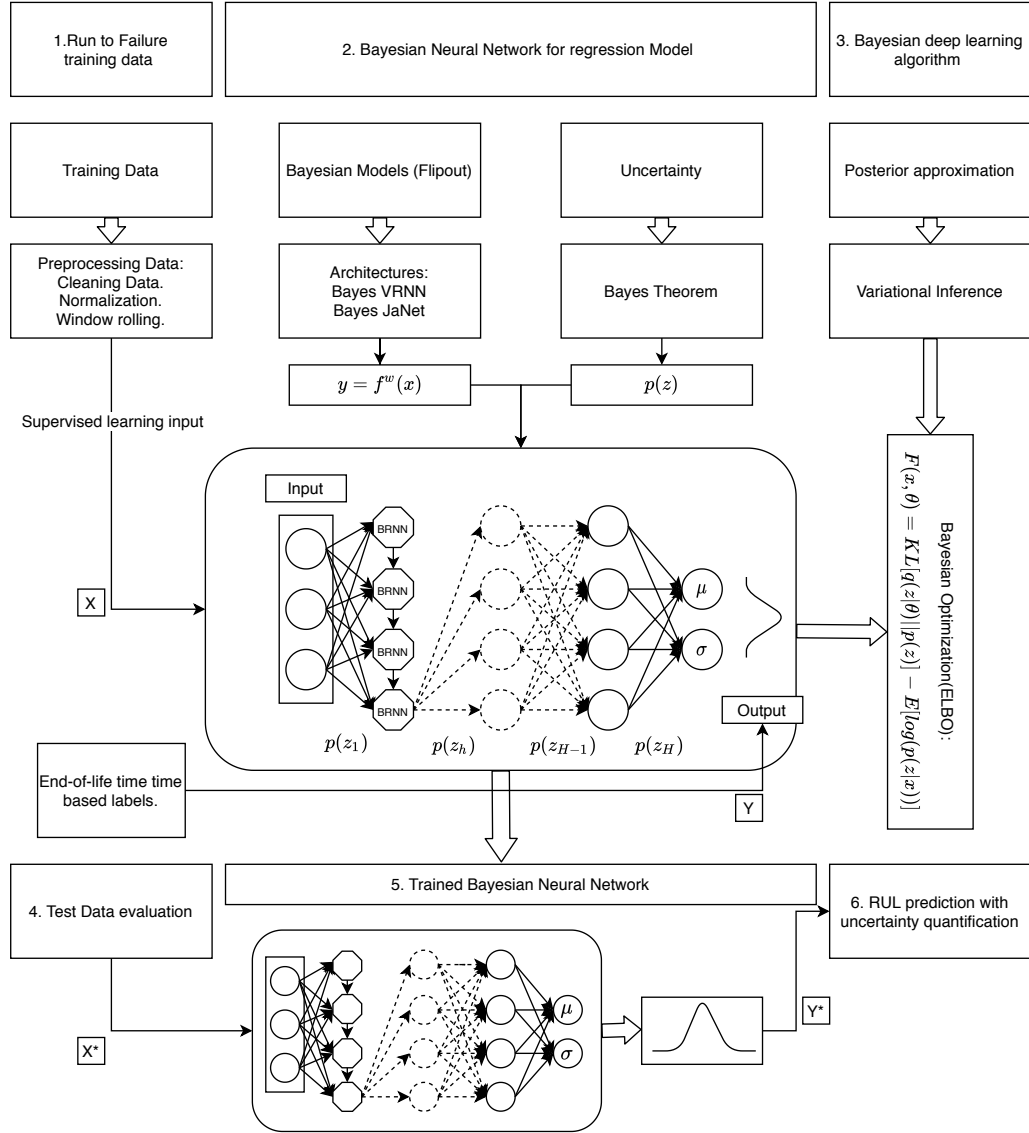 1.Run to Failure
training data
2. Bayesian Neural Network for regression Model
3. Bayesian deep learning
algorithm
Training Data
Bayesian Models (Flipout)
Uncertainty
Posterior approximation
Preprocessing Data:
Cleaning Data.
Normalization.
Window rolling.
Architectures:
Bayes VRNN
Bayes JaNet
Bayes Theorem
Variational Inference
y = f^w(x)
p(z)
Supervised learning input
Input
BRNN
BRNN
BRNN
BRNN
μ
σ
X
Output
p(z_1)
p(z_h)
p(z_{H-1})
p(z_H)
Bayesian Optimization(ELBO):
F(x, θ) = KL[q(z|θ)||p(z)] − E[log(p(z|x))]
End-of-life time time
based labels.
Y
4. Test Data evaluation
5. Trained Bayesian Neural Network
6. RUL prediction with
uncertainty quantification
μ
σ
X*
Y*